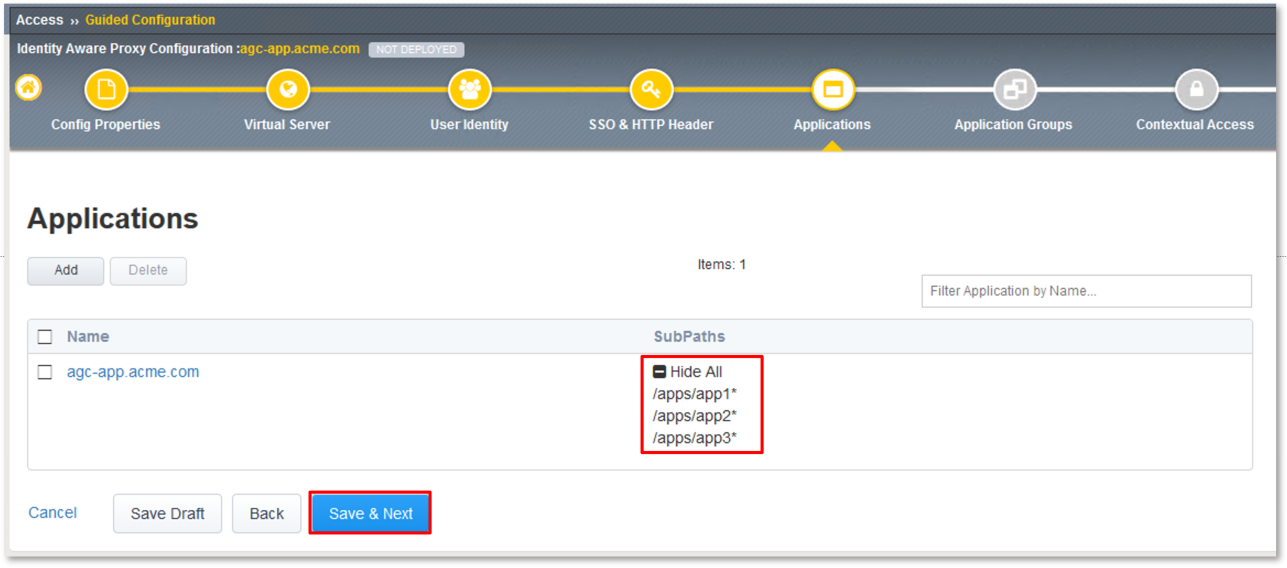 Access ›› Guided Configuration
Identity Aware Proxy Configuration :agc-app.acme.com NOT DEPLOYED
Config Properties Virtual Server User Identity SSO & HTTP Header Applications Application Groups Contextual Access
Applications
Add Delete Items: 1
Filter Application by Name...
Name SubPaths
agc-app.acme.com Hide All
/apps/app1*
/apps/app2*
/apps/app3*
Cancel Save Draft Back Save & Next